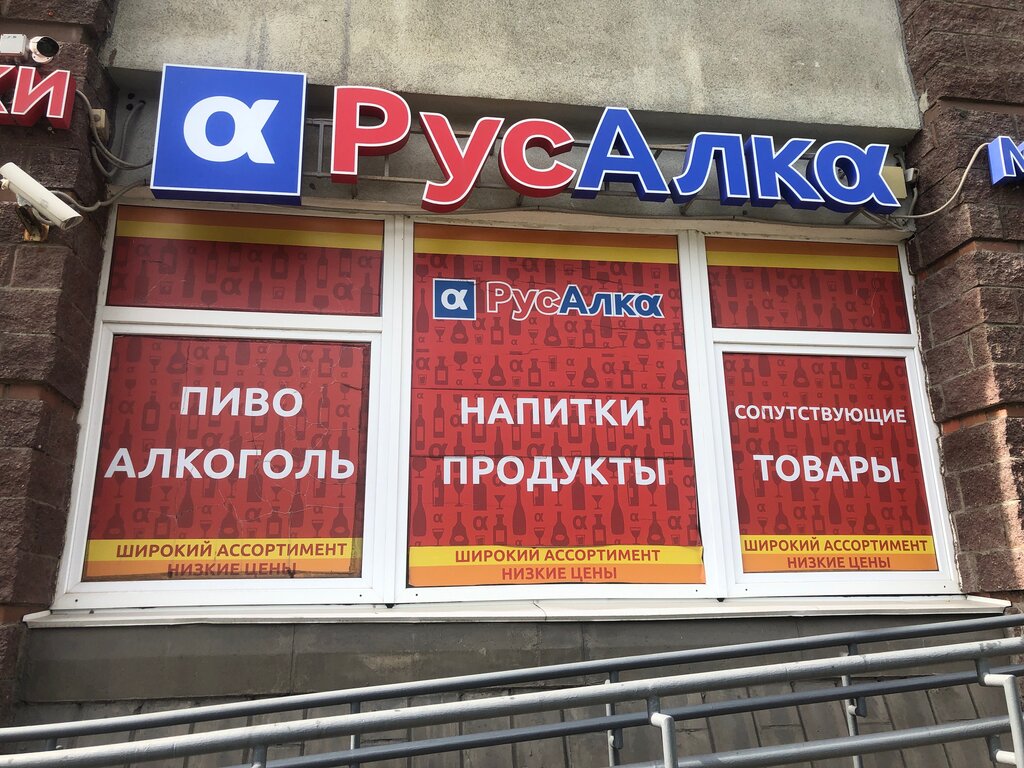 α РусАлка
α РусАлка
ПИВО
АЛКОГОЛЬ
ШИРОКИЙ АССОРТИМЕНТ
НИЗКИЕ ЦЕНЫ
НАПИТКИ
ПРОДУКТЫ
ШИРОКИЙ АССОРТИМЕНТ
НИЗКИЕ ЦЕНЫ
СОПУТСТВУЮЩИЕ
ТОВАРЫ
ШИРОКИЙ АССОРТИМЕНТ
НИЗКИЕ ЦЕНЫ